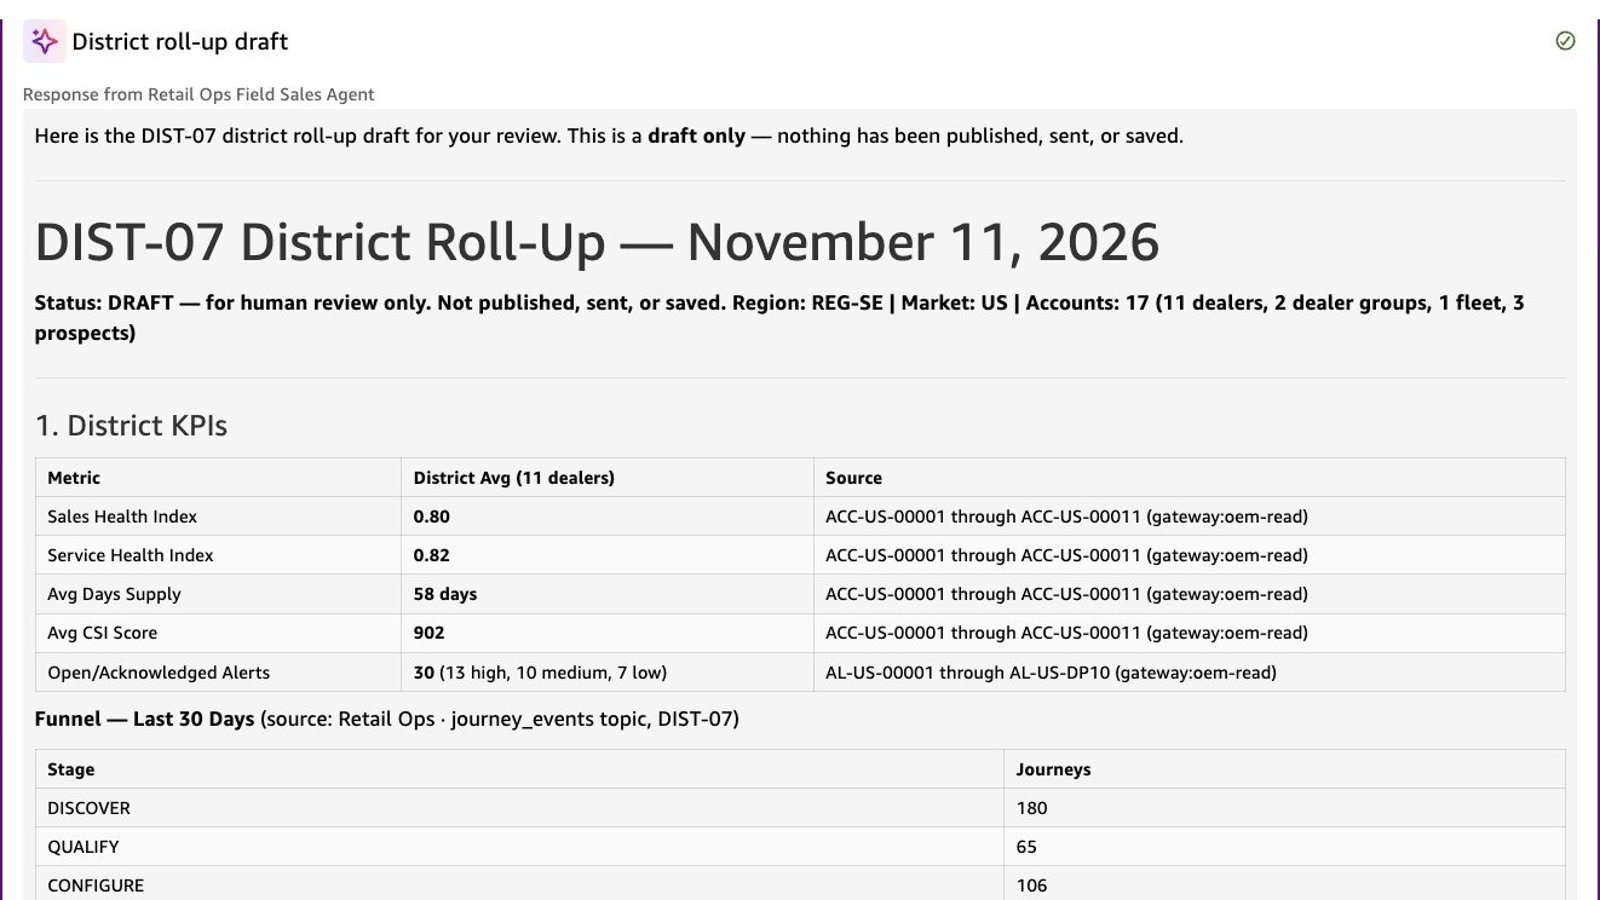 District roll-up draft
Response from Retail Ops Field Sales Agent
Here is the DIST-07 district roll-up draft for your review. This is a draft only — nothing has been published, sent, or saved.
DIST-07 District Roll-Up — November 11, 2026
Status: DRAFT — for human review only. Not published, sent, or saved. Region: REG-SE | Market: US | Accounts: 17 (11 dealers, 2 dealer groups, 1 fleet, 3
prospects)
1. District KPIs
Metric District Avg (11 dealers) Source
Sales Health Index 0.80 ACC-US-00001 through ACC-US-00011 (gateway:oem-read)
Service Health Index 0.82 ACC-US-00001 through ACC-US-00011 (gateway:oem-read)
Avg Days Supply 58 days ACC-US-00001 through ACC-US-00011 (gateway:oem-read)
Avg CSI Score 902 ACC-US-00001 through ACC-US-00011 (gateway:oem-read)
Open/Acknowledged Alerts 30 (13 high, 10 medium, 7 low) AL-US-00001 through AL-US-DP10 (gateway:oem-read)
Funnel — Last 30 Days (source: Retail Ops · journey_events topic, DIST-07)
Stage Journeys
DISCOVER 180
QUALIFY 65
CONFIGURE 106